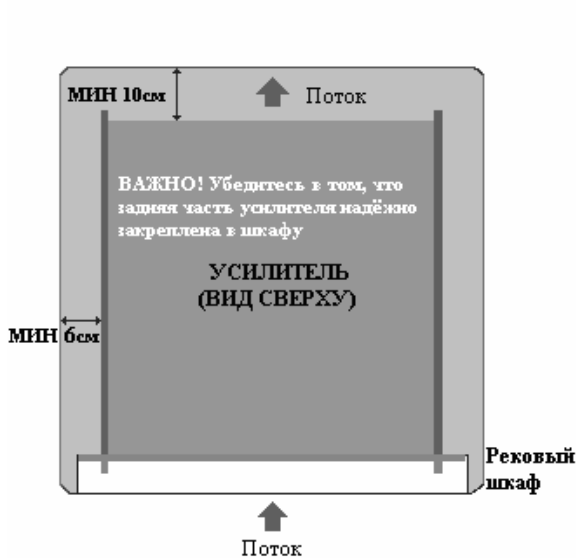 МИН 10см
Поток
ВАЖНО! Убедитесь в том, что
задняя часть усилителя надёжно
закреплена в шкафу
УСИЛИТЕЛЬ
(ВИД СВЕРХУ)
МИН 6см
Рековый
шкаф
Поток